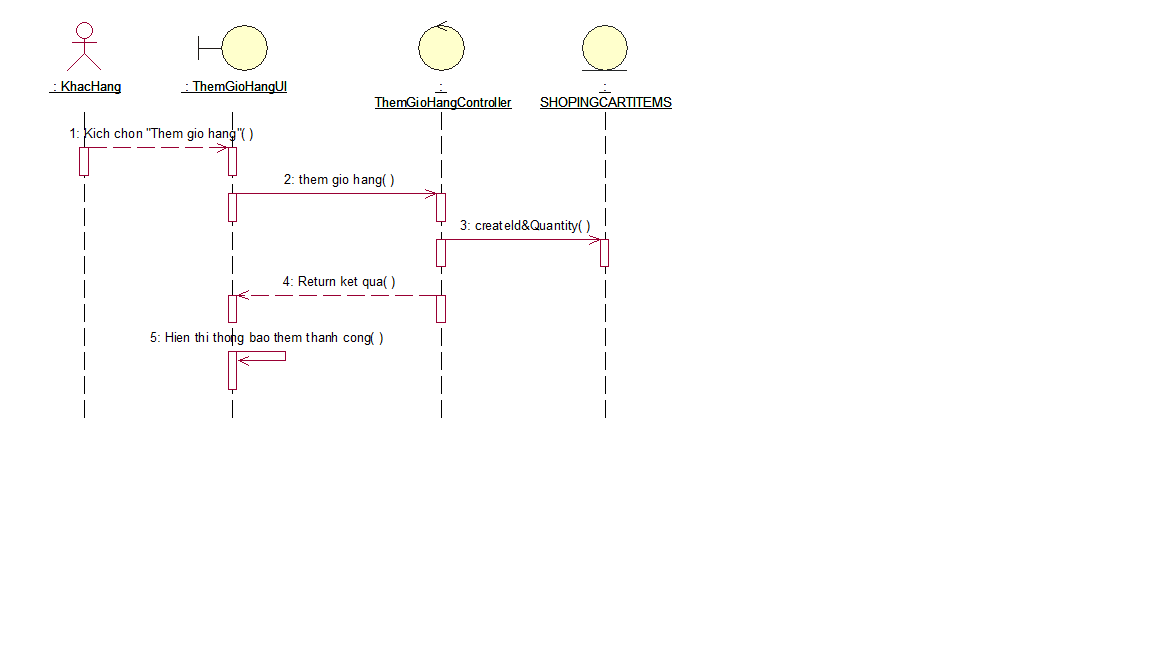 : KhacHang
: ThemGioHangUI
:
ThemGioHangController
:
SHOPINGCARTITEMS
1: Kich chon "Them gio hang"( )
2: them gio hang( )
3: createId&Quantity( )
4: Return ket qua( )
5: Hien thi thong bao them thanh cong( )